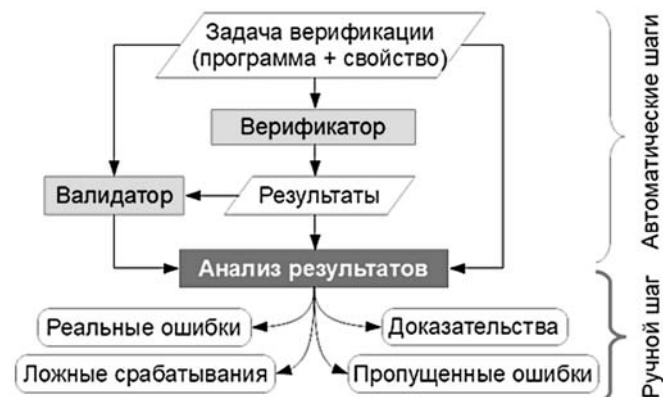 Задача верификации
(программа + свойство)
Верификатор
Валидатор
Результаты
Анализ результатов
Реальные ошибки
Доказательства
Ложные срабатывания
Пропущенные ошибки
Автоматические шаги
Ручной шаг